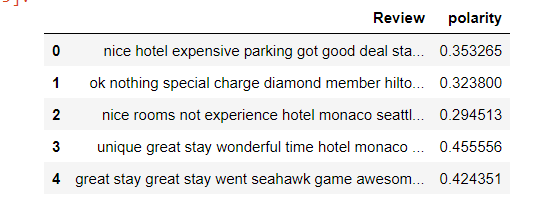 Review polarity
0 nice hotel expensive parking got good deal sta... 0.353265
1 ok nothing special charge diamond member hilto... 0.323800
2 nice rooms not experience hotel monaco seattl... 0.294513
3 unique great stay wonderful time hotel monaco ... 0.455556
4 great stay great stay went seahawk game awesom... 0.424351